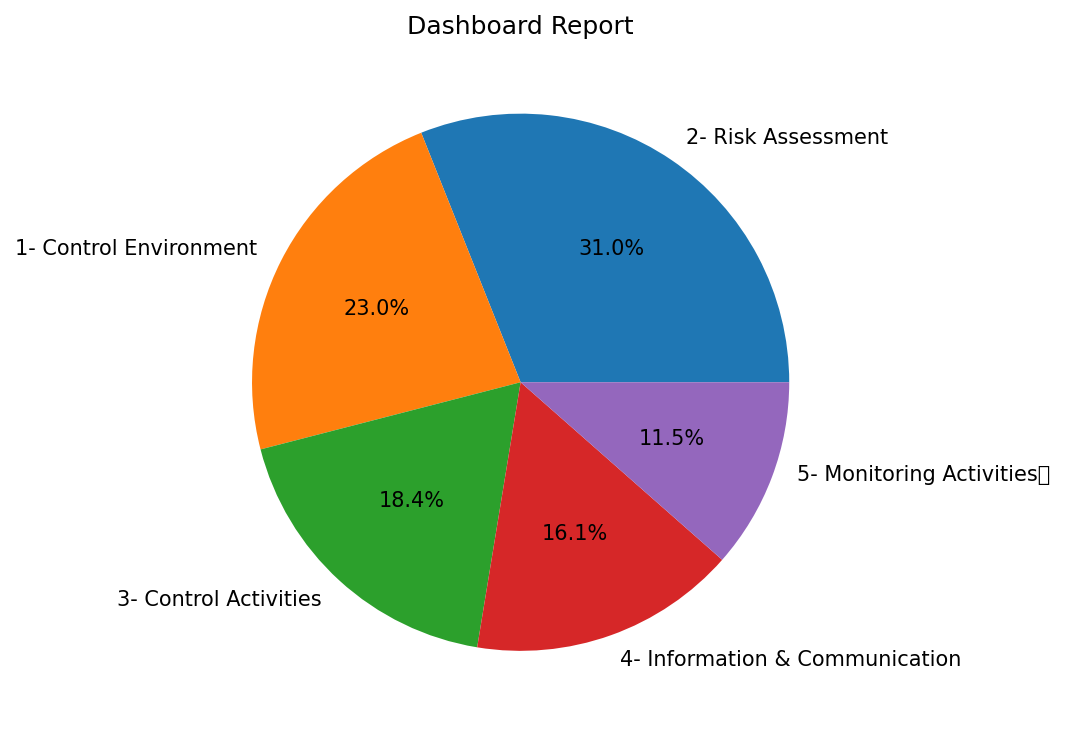 Dashboard Report
2- Risk Assessment
31.0%
1- Control Environment
23.0%
11.5%
5- Monitoring Activities
18.4%
16.1%
3- Control Activities
4- Information & Communication